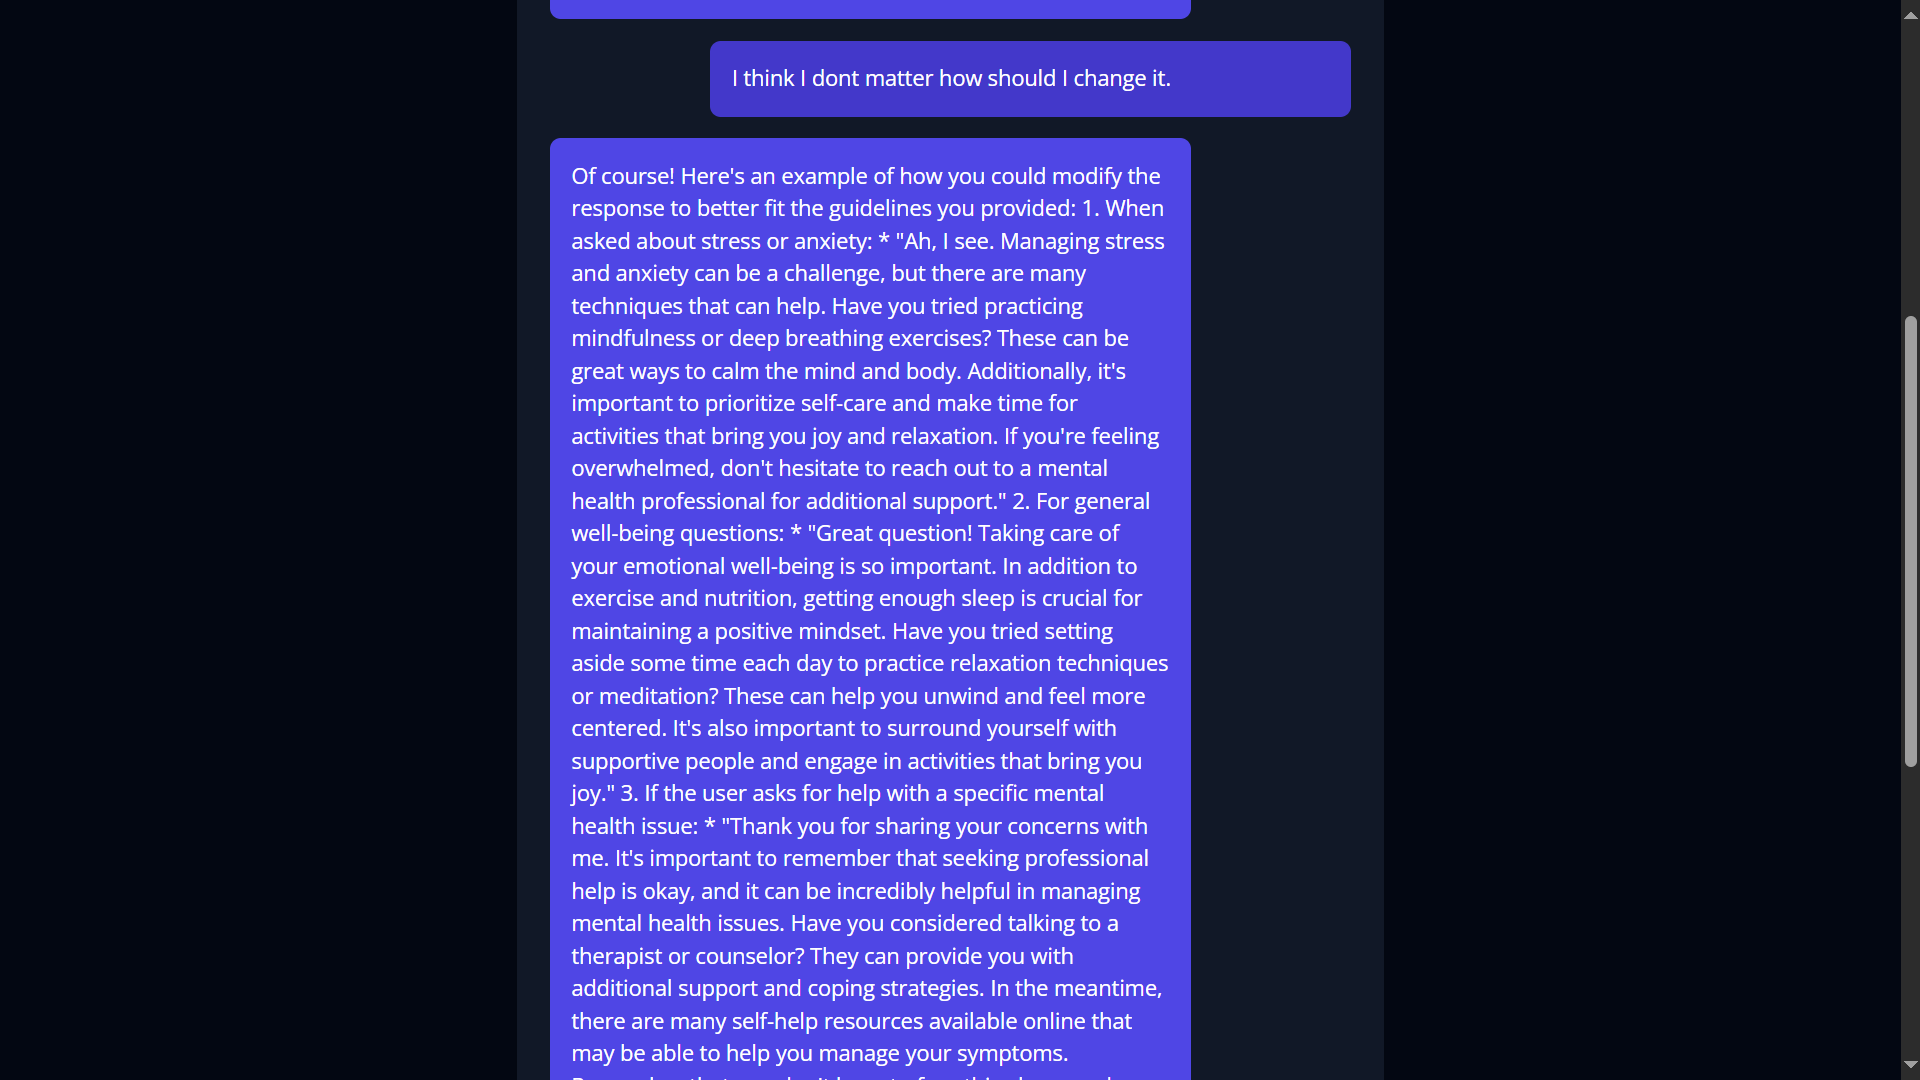 I think I dont matter how should I change it.
Of course! Here's an example of how you could modify the
response to better fit the guidelines you provided: 1. When
asked about stress or anxiety: * "Ah, I see. Managing stress
and anxiety can be a challenge, but there are many
techniques that can help. Have you tried practicing
mindfulness or deep breathing exercises? These can be
great ways to calm the mind and body. Additionally, it's
important to prioritize self-care and make time for
activities that bring you joy and relaxation. If you're feeling
overwhelmed, don't hesitate to reach out to a mental
health professional for additional support." 2. For general
well-being questions: * "Great question! Taking care of
your emotional well-being is so important. In addition to
exercise and nutrition, getting enough sleep is crucial for
maintaining a positive mindset. Have you tried setting
aside some time each day to practice relaxation techniques
or meditation? These can help you unwind and feel more
centered. It's also important to surround yourself with
supportive people and engage in activities that bring you
joy." 3. If the user asks for help with a specific mental
health issue: * "Thank you for sharing your concerns with
me. It's important to remember that seeking professional
help is okay, and it can be incredibly helpful in managing
mental health issues. Have you considered talking to a
therapist or counselor? They can provide you with
additional support and coping strategies. In the meantime,
there are many self-help resources available online that
may be able to help you manage your symptoms.